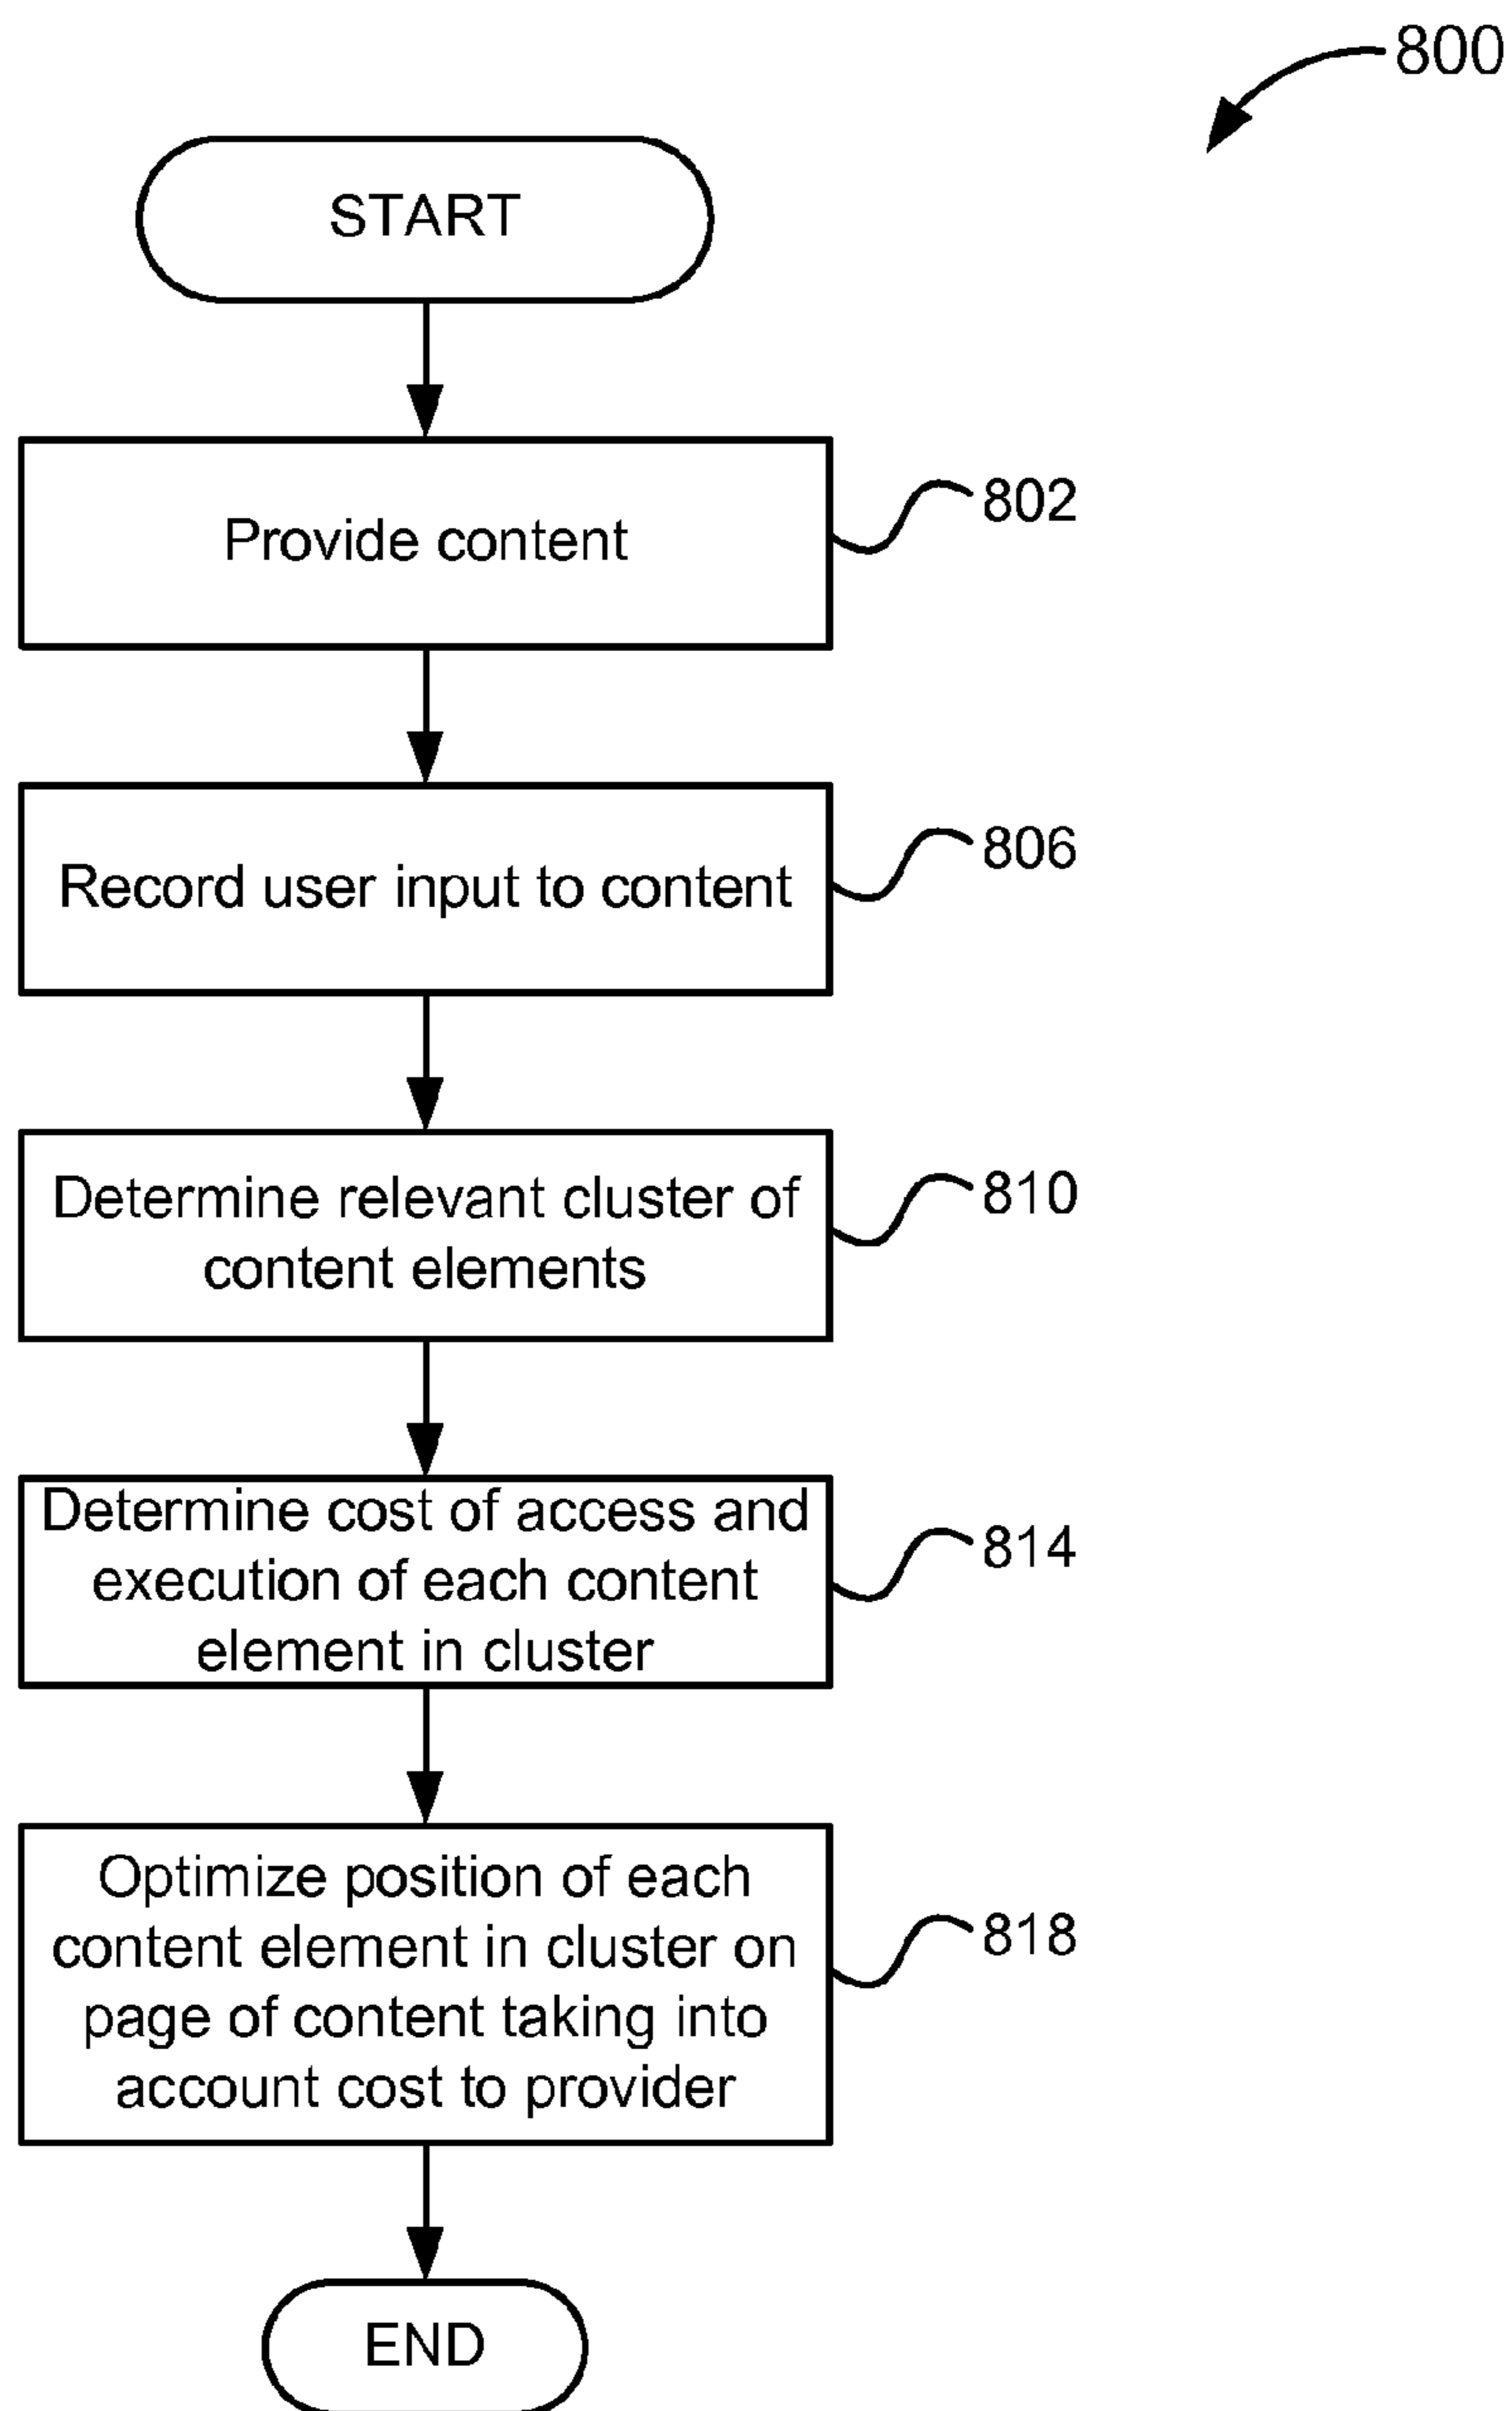 800
START
Provide content
802
Record user input to content
806
Determine relevant cluster of
content elements
810
Determine cost of access and
execution of each content
element in cluster
814
Optimize position of each
content element in cluster on
page of content taking into
account cost to provider
818
END